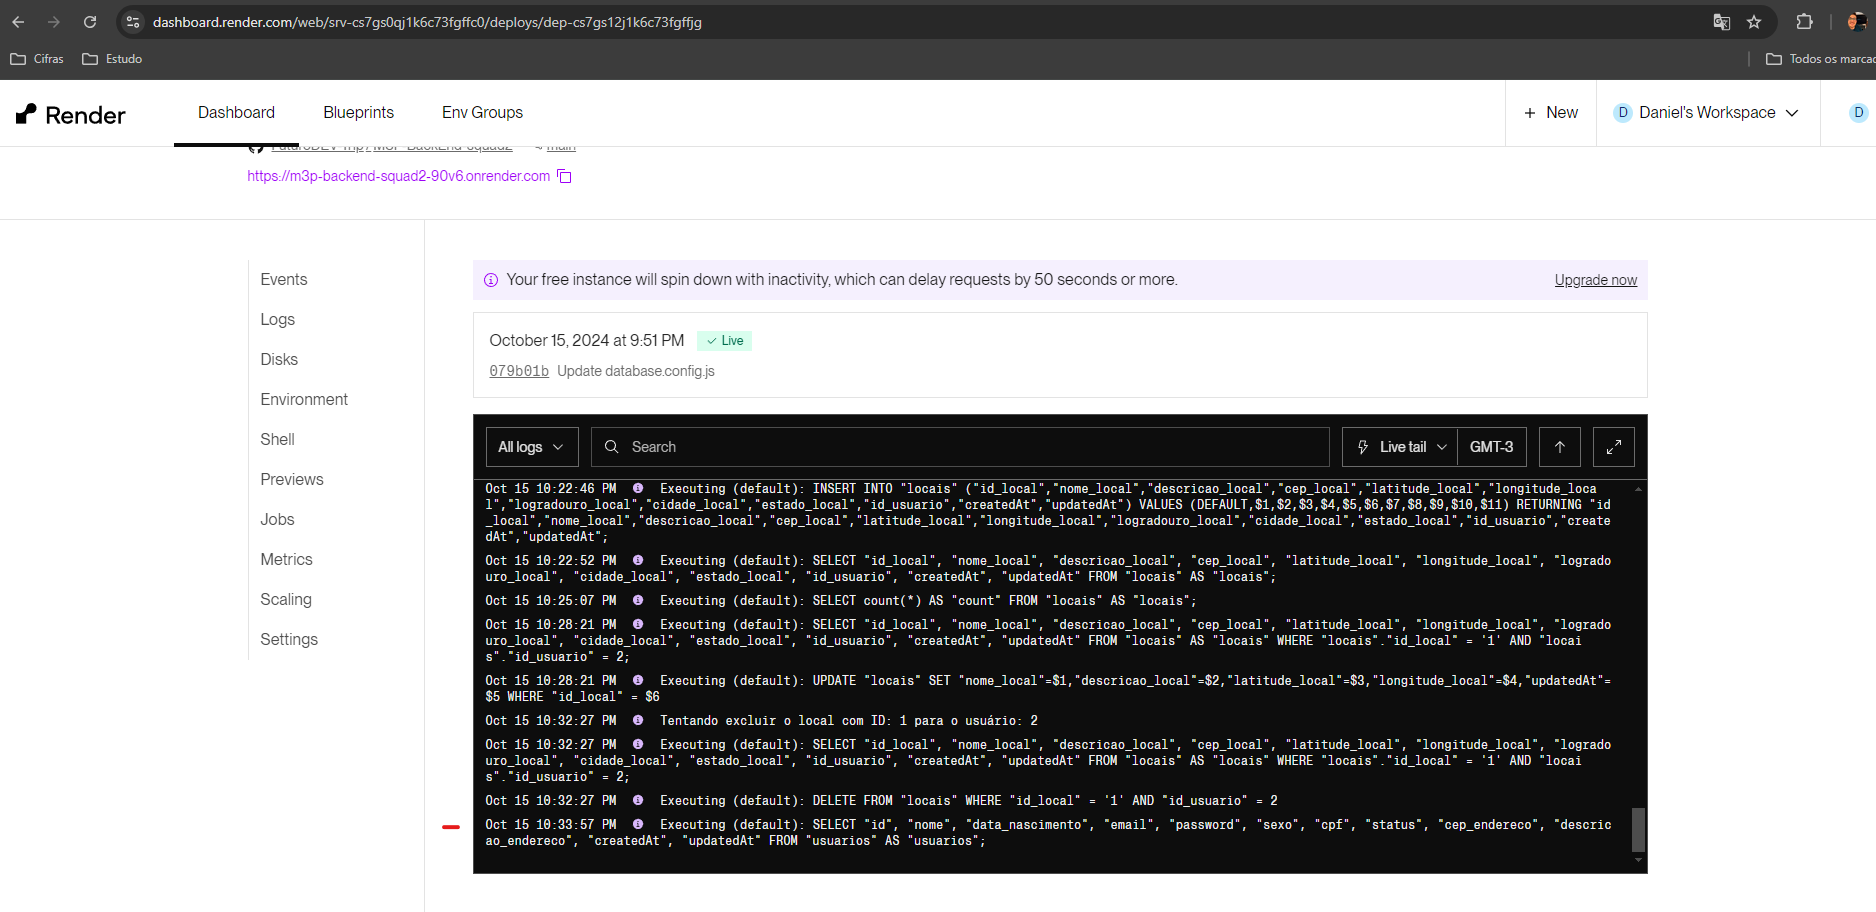 dashboard.render.com/web/srv-cs7gs0qj1k6c73fgffc0/deploys/dep-cs7gs12j1k6c73fgffjg
Cifras
Estudo
Todos os marcad
Render
Dashboard
Blueprints
Env Groups
+ New
D Daniel's Workspace
D
main
https://m3p-backend-squad2-90v6.onrender.com
Events
Logs
Disks
Environment
Shell
Previews
Jobs
Metrics
Scaling
Settings
Your free instance will spin down with inactivity, which can delay requests by 50 seconds or more.
Upgrade now
October 15, 2024 at 9:51 PM
Live
079b01b Update database.config.js
All logs
Search
Live tail
GMT-3
Oct 15 10:22:46 PM Executing (default): INSERT INTO "locais" ("id_local","nome_local","descricao_local","cep_local","latitude_local","longitude_loca
l","logradouro_local","cidade_local","estado_local","id_usuario","createdAt","updatedAt") VALUES (DEFAULT,$1,$2,$3,$4,$5,$6,$7,$8,$9,$10,$11) RETURNING "id
_local","nome_local","descricao_local","cep_local","latitude_local","longitude_local","logradouro_local","cidade_local","estado_local","id_usuario","create
dAt","updatedAt";
Oct 15 10:22:52 PM Executing (default): SELECT "id_local", "nome_local", "descricao_local", "cep_local", "latitude_local", "longitude_local", "lograd
ouro_local", "cidade_local", "estado_local", "id_usuario", "createdAt", "updatedAt" FROM "locais" AS "locais";
Oct 15 10:25:07 PM Executing (default): SELECT count(*) AS "count" FROM "locais" AS "locais";
Oct 15 10:28:21 PM Executing (default): SELECT "id_local", "nome_local", "descricao_local", "cep_local", "latitude_local", "longitude_local", "lograd
ouro_local", "cidade_local", "estado_local", "id_usuario", "createdAt", "updatedAt" FROM "locais" AS "locais" WHERE "locais"."id_local" = '1' AND "locai
s"."id_usuario" = 2;
Oct 15 10:28:21 PM Executing (default): UPDATE "locais" SET "nome_local"=$1,"descricao_local"=$2,"latitude_local"=$3,"longitude_local"=$4,"updatedAt"=
$5 WHERE "id_local" = $6
Oct 15 10:32:27 PM Tentando excluir o local com ID: 1 para o usuário: 2
Oct 15 10:32:27 PM Executing (default): SELECT "id_local", "nome_local", "descricao_local", "cep_local", "latitude_local", "longitude_local", "lograd
ouro_local", "cidade_local", "estado_local", "id_usuario", "createdAt", "updatedAt" FROM "locais" AS "locais" WHERE "locais"."id_local" = '1' AND "locai
s"."id_usuario" = 2;
Oct 15 10:32:27 PM Executing (default): DELETE FROM "locais" WHERE "id_local" = '1' AND "id_usuario" = 2
Oct 15 10:33:57 PM Executing (default): SELECT "id", "nome", "data_nascimento", "email", "password", "sexo", "cpf", "status", "cep_endereco", "descric
ao_endereco", "createdAt", "updatedAt" FROM "usuarios" AS "usuarios";